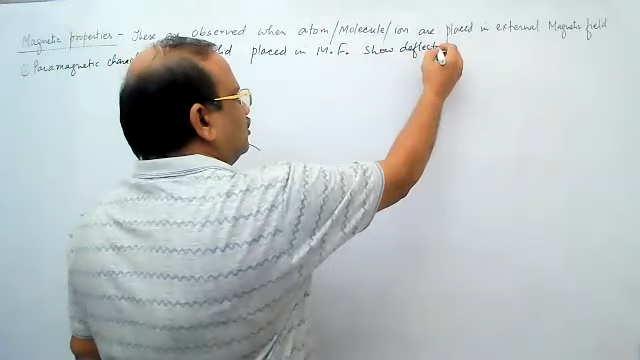 Magnetic properties - These are observed when atom/Molecule/ion are placed in external Magnetic field
① Paramagnetic placed in M.F. show deflect